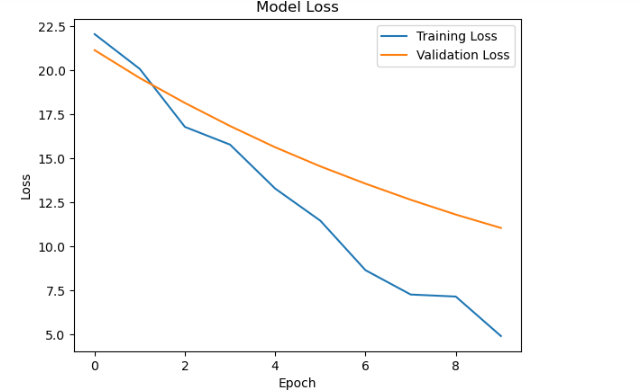 Model Loss
22.5
20.0
17.5
15.0
12.5
10.0
7.5
5.0
Loss
Training Loss
Validation Loss
0 2 4 6 8
Epoch